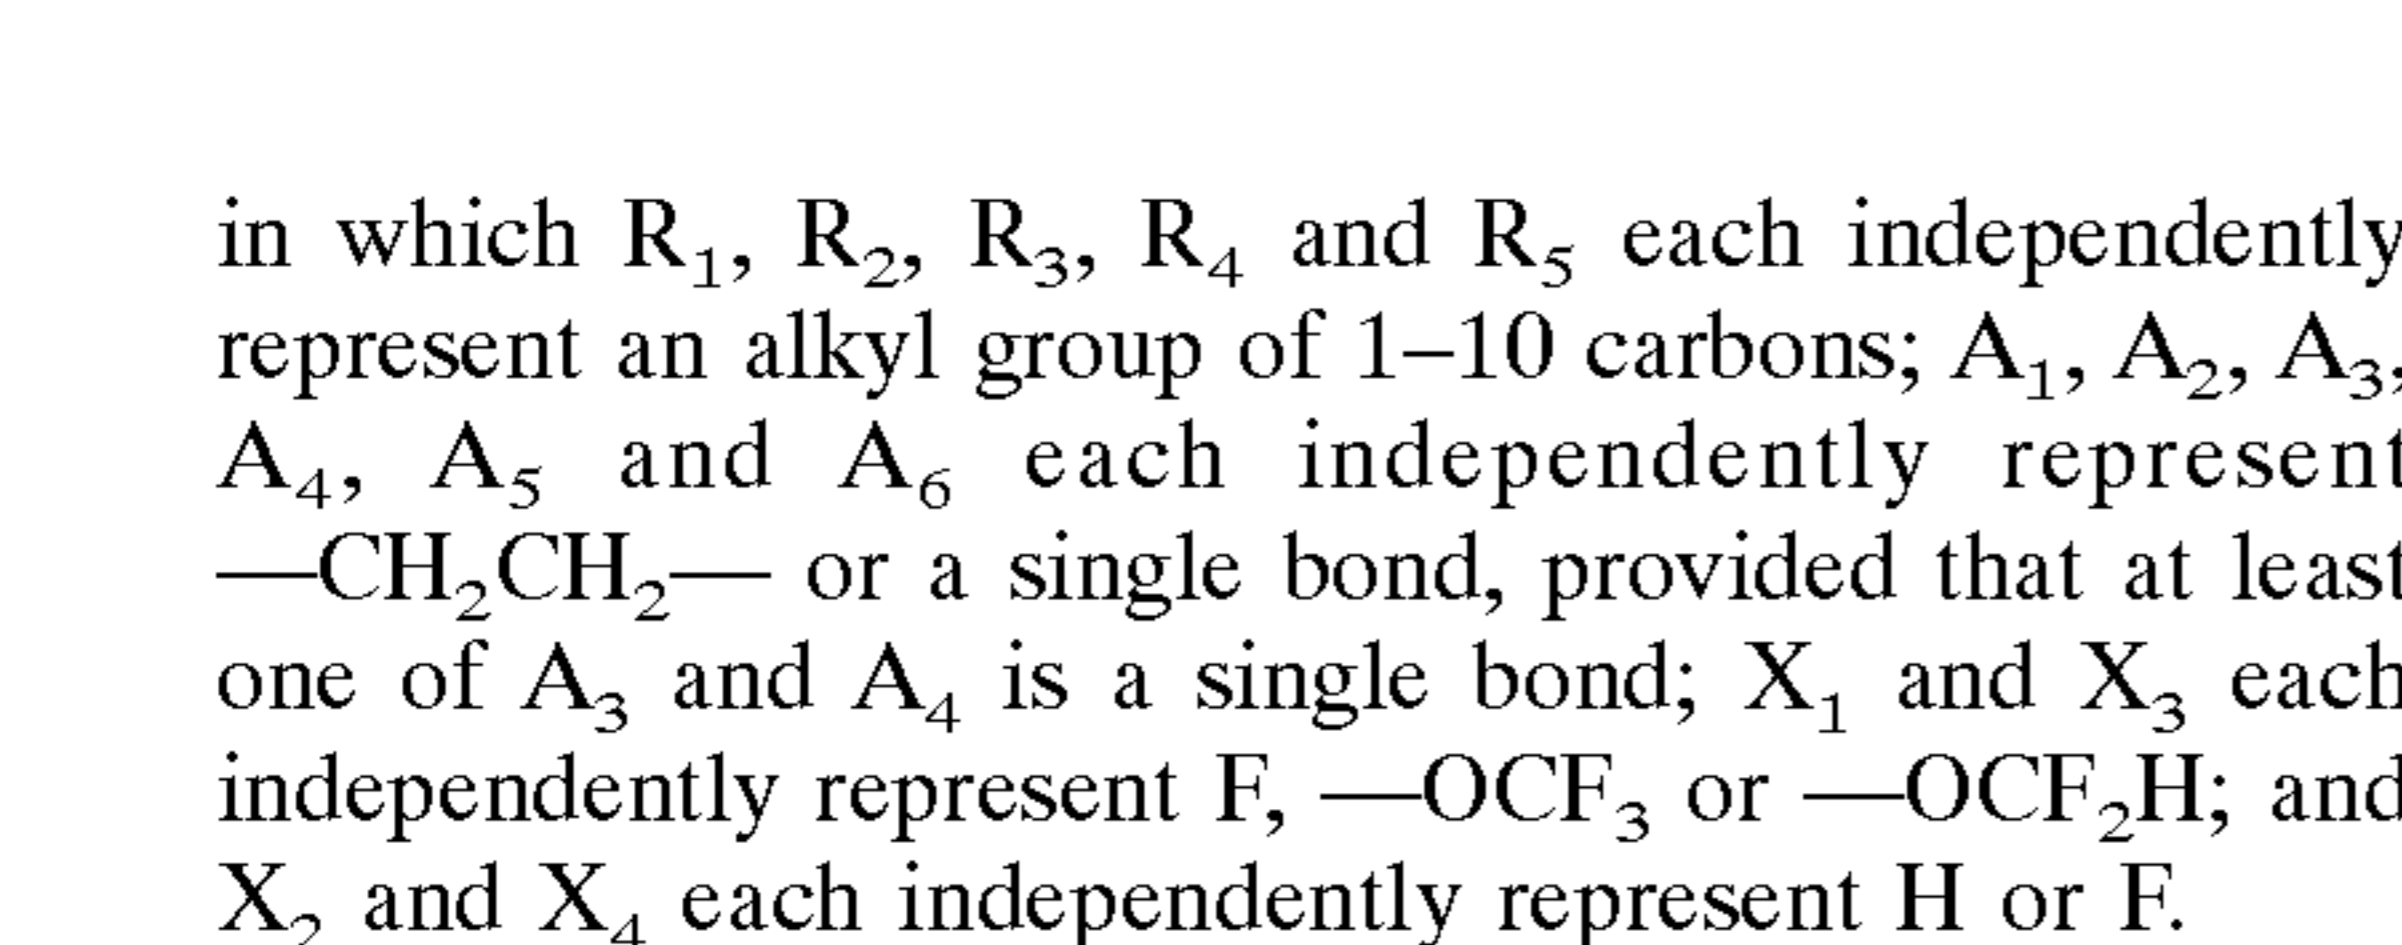 in which R₁, R₂, R₃, R₄ and R₅ each independently
represent an alkyl group of 1–10 carbons; A₁, A₂, A₃,
A₄, A₅ and A₆ each independently represent
—CH₂CH₂— or a single bond, provided that at least
one of A₃ and A₄ is a single bond; X₁ and X₃ each
independently represent F, —OCF₃ or —OCF₂H; and
X₂ and X₄ each independently represent H or F.